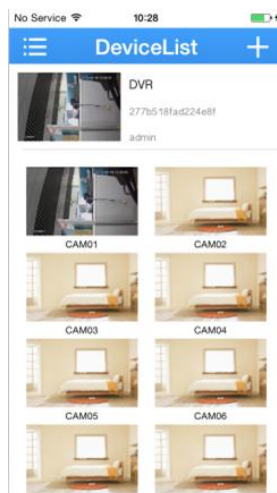 No Service 10:28
DeviceList
DVR
277b518fad224e8f
admin
CAM01 CAM02
CAM03 CAM04
CAM05 CAM06